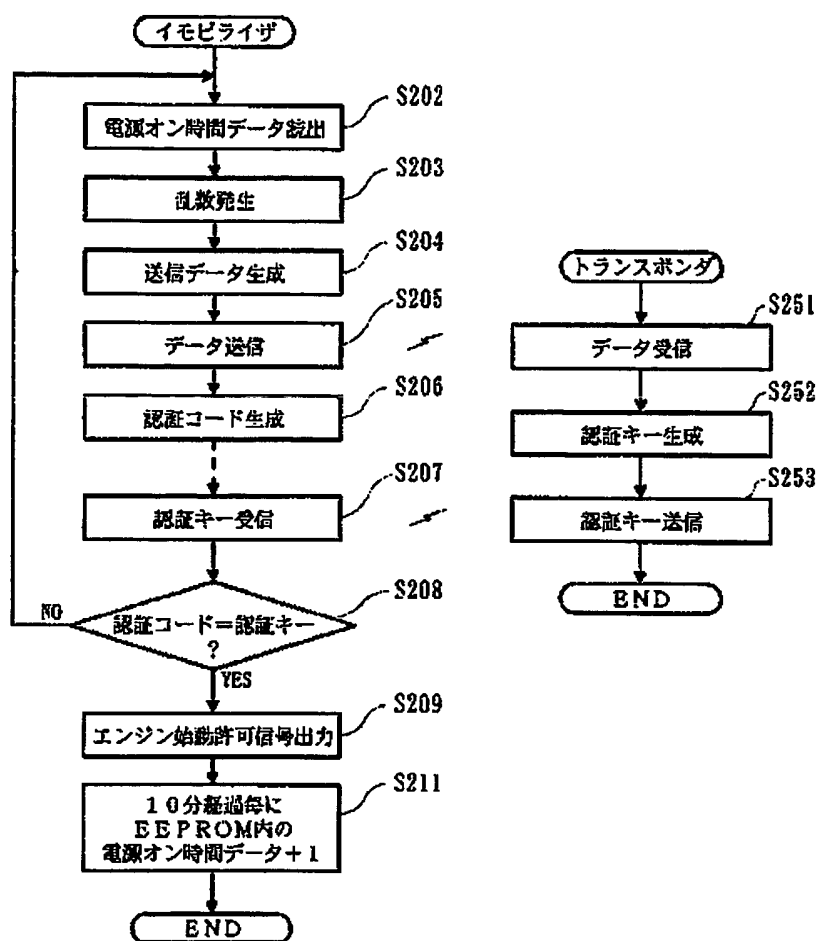 イモビライザ
S202
電源オン時間データ読出
S203
乱数発生
S204
送信データ生成
S205
データ送信
S206
認証コード生成
S207
認証キー受信
S208
認証コード=認証キー
?
NO
YES
S209
エンジン始動許可信号出力
S211
10分経過毎に
EEPROM内の
電源オン時間データ+1
END
トランスポンダ
S251
データ受信
S252
認証キー生成
S253
認証キー送信
END